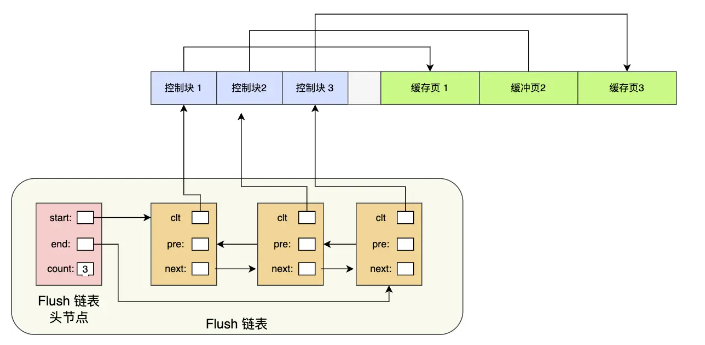 控制块 1
控制块2
控制块 3
缓存页 1
缓冲页2
缓存页3
start:
end:
count: 3
clt
pre:
next:
clt
pre:
next:
clt
pre:
next:
Flush 链表
头节点
Flush 链表